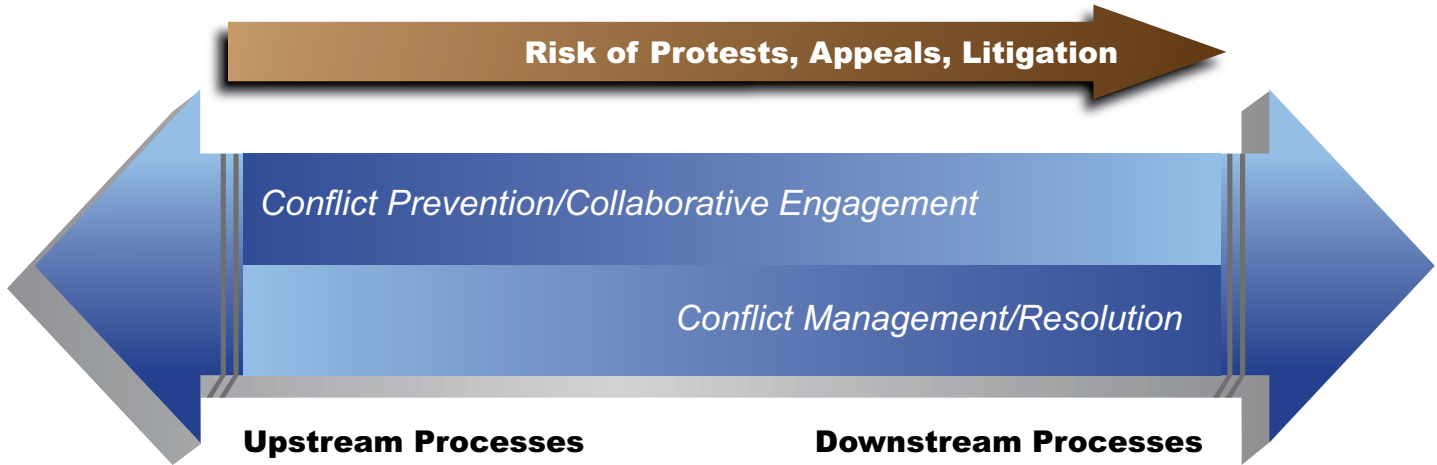 Risk of Protests, Appeals, Litigation
Conflict Prevention/Collaborative Engagement
Conflict Management/Resolution
Upstream Processes
Downstream Processes